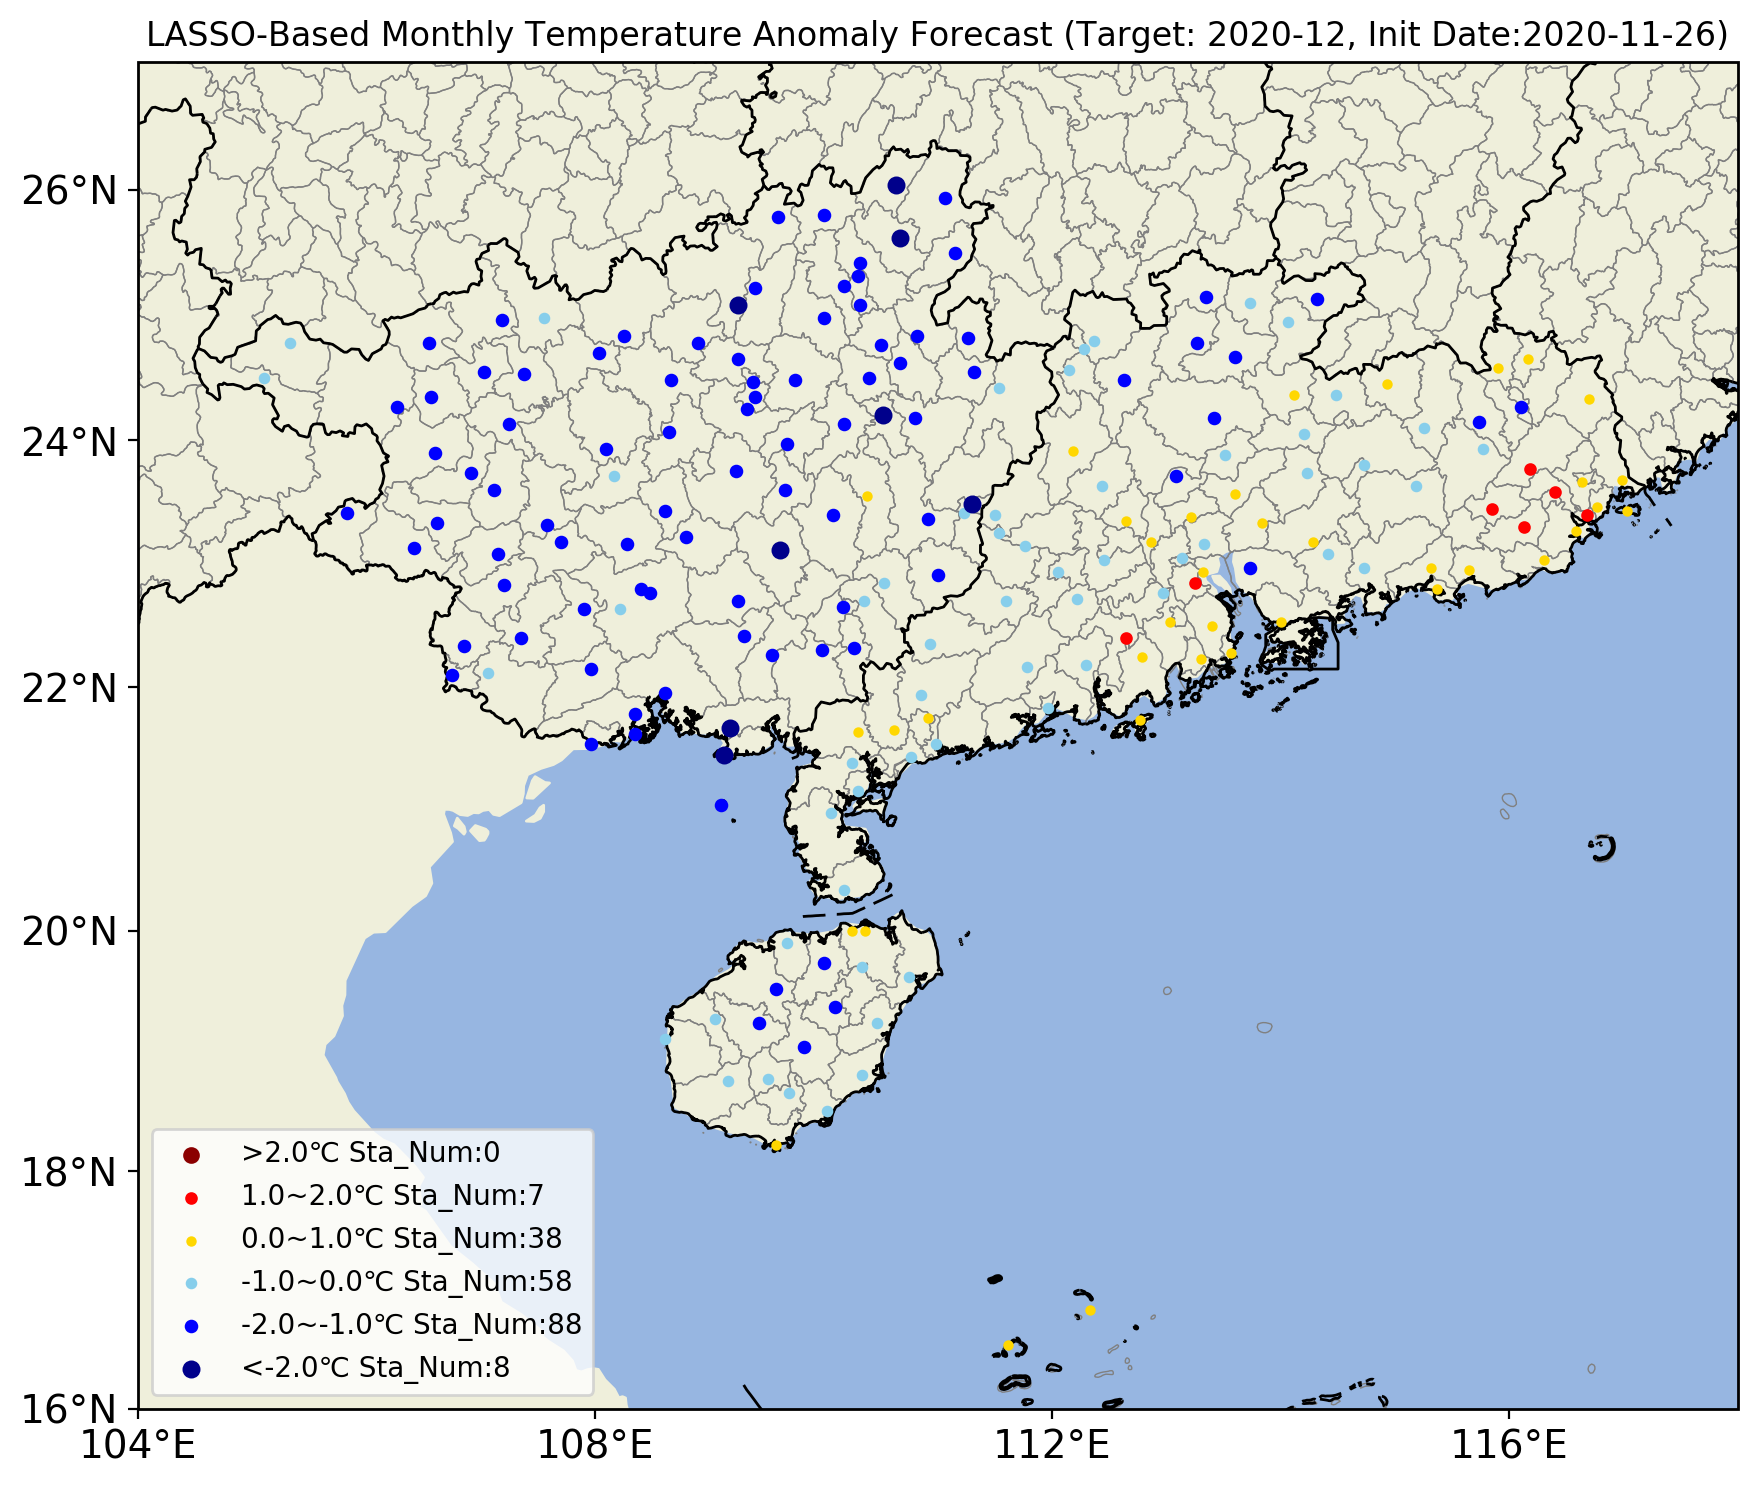 LASSO-Based Monthly Temperature Anomaly Forecast (Target: 2020-12, Init Date:2020-11-26)
26°N
24°N
22°N
20°N
18°N
16°N
>2.0℃ Sta_Num:0
1.0~2.0℃ Sta_Num:7
0.0~1.0℃ Sta_Num:38
-1.0~0.0℃ Sta_Num:58
-2.0~-1.0℃ Sta_Num:88
<-2.0℃ Sta_Num:8
104°E
108°E
112°E
116°E